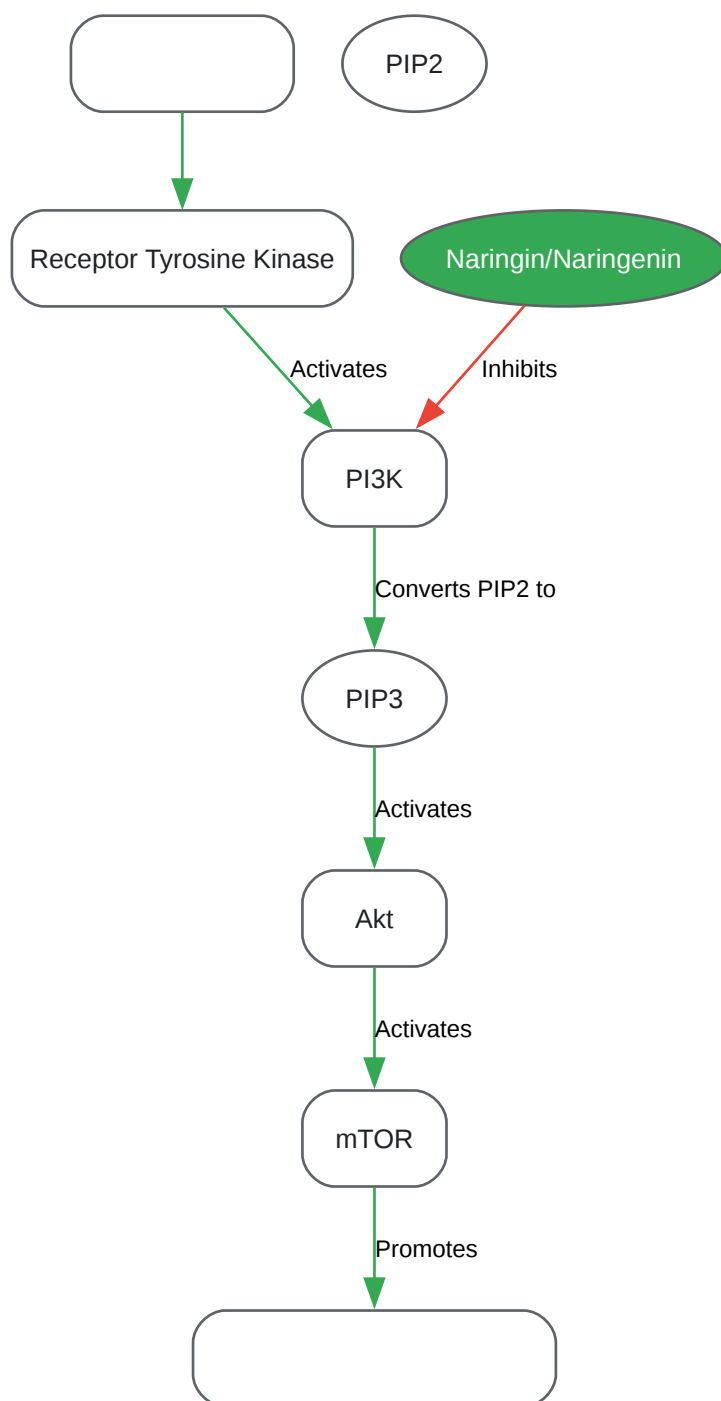 PIP2
Receptor Tyrosine Kinase
Naringin/Naringenin
Activates
Inhibits
PI3K
Converts PIP2 to
PIP3
Activates
Akt
Activates
mTOR
Promotes